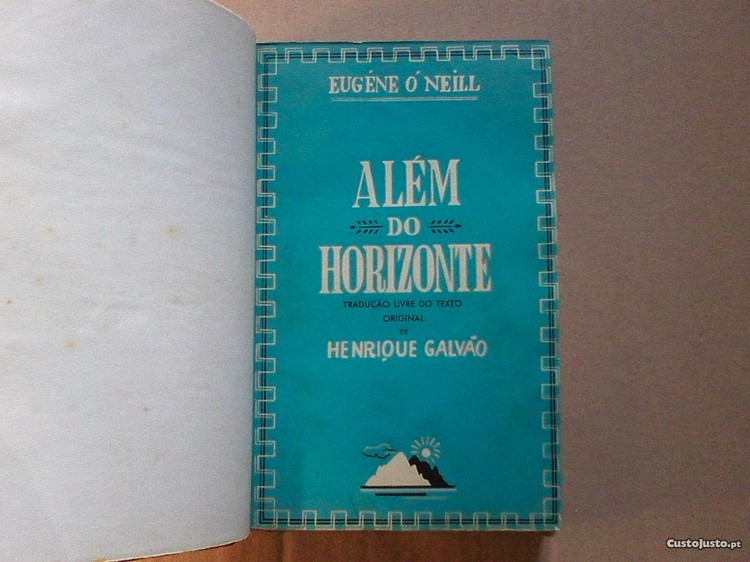 EUGÉNE O' NEILL
ALÉM
DO
HORIZONTE
TRADUÇÃO LIVRE DO TEXTO
ORIGINAL
DE
HENRIQUE GALVÃO
CustoJusto.pt